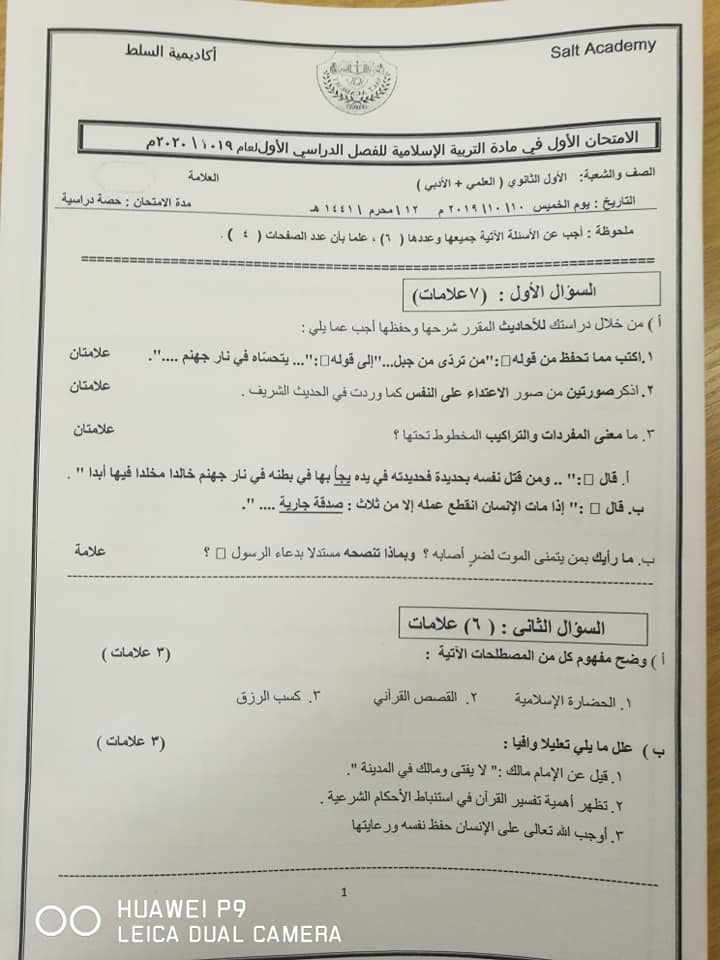 أكاديمية السلط
Salt Academy
الامتحان الأول في مادة التربية الإسلامية للفصل الدراسي الأول لعام ١٠١٩ \ ٢٠٢٠م
الصف والشعبة: الأول الثانوي ( العلمي + الأدبي ) العلامة
التاريخ : يوم الخميس ١٠ \ ١٠ \ ٢٠١٩ م ١٢ \ محرم \ ١٤٤١ هـ مدة الامتحان : حصة دراسية
ملحوظة : أجب عن الأسئلة الآتية جميعها وعددها ( ٦ ) ، علما بأن عدد الصفحات ( ٤ ) .
السؤال الأول : (٧ علامات)
أ ) من خلال دراستك للأحاديث المقرر شرحها وحفظها أجب عما يلي :
١. اكتب مما تحفظ من قوله :"من تردّى من جبل..."إلى قوله :"... يتحسّاه في نار جهنم ....". علامتان
٢. اذكر صورتين من صور الاعتداء على النفس كما وردت في الحديث الشريف . علامتان
٣. ما معنى المفردات والتراكيب المخطوط تحتها ؟ علامتان
أ. قال :" .. ومن قتل نفسه بحديدة فحديدته في يده يجأ بها في بطنه في نار جهنم خالدا مخلدا فيها أبدا " .
ب. قال :" إذا مات الإنسان انقطع عمله إلا من ثلاث : صدقة جارية .... ".
ب. ما رأيك بمن يتمنى الموت لضرٍ أصابه ؟ وبماذا تنصحه مستدلا بدعاء الرسول ؟ علامة
السؤال الثاني : ( ٦ ) علامات
أ ) وضح مفهوم كل من المصطلحات الآتية : (٣ علامات )
١. الحضارة الإسلامية ٢. القصص القرآني ٣. كسب الرزق
ب ) علل ما يلي تعليلا وافيا : (٣ علامات )
١. قيل عن الإمام مالك :" لا يفتى ومالك في المدينة ".
٢. تظهر أهمية تفسير القرآن في استنباط الأحكام الشرعية .
٣. أوجب الله تعالى على الإنسان حفظ نفسه ورعايتها
1
HUAWEI P9
LEICA DUAL CAMERA